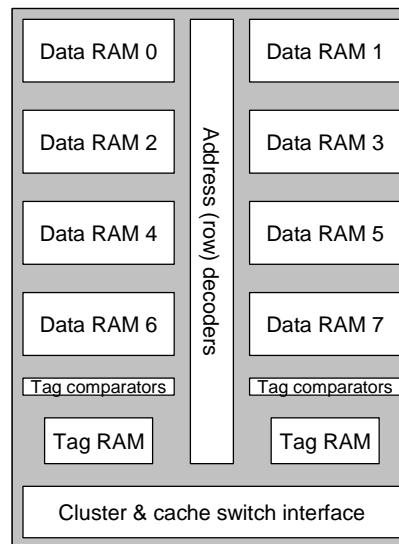 Data RAM 0
Data RAM 1
Data RAM 2
Data RAM 3
Data RAM 4
Data RAM 5
Data RAM 6
Data RAM 7
Address (row) decoders
Tag comparators
Tag comparators
Tag RAM
Tag RAM
Cluster & cache switch interface